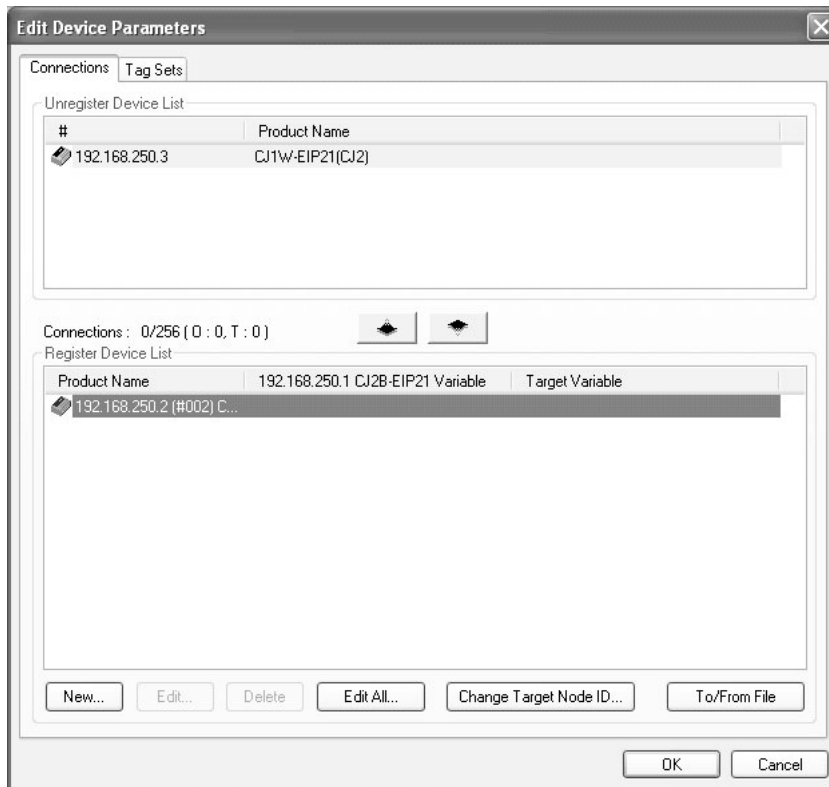 Edit Device Parameters
Connections Tag Sets
Unregister Device List
# Product Name
192.168.250.3 CJ1W-EIP21(CJ2)
Connections : 0/256 ( O : 0, T : 0 )
Register Device List
Product Name 192.168.250.1 CJ2B-EIP21 Variable Target Variable
192.168.250.2 (#002) C...
New... Edit... Delete Edit All... Change Target Node ID... To/From File
OK Cancel